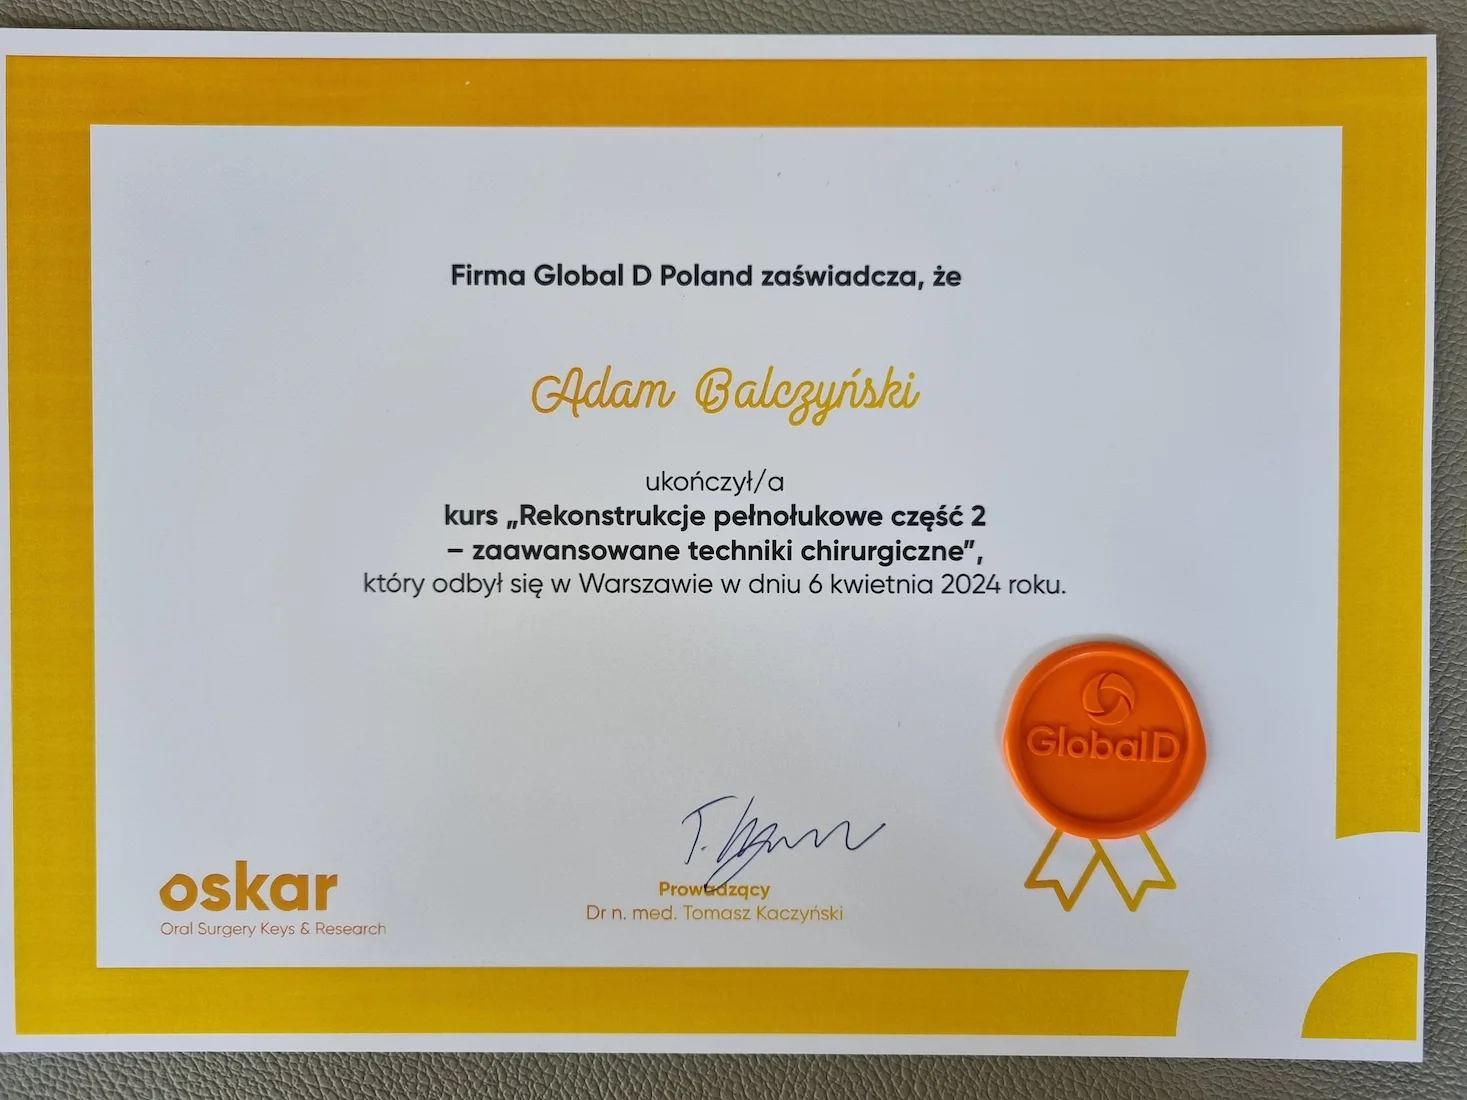 Firma Global D Poland zaświadcza, że
Adam Balczyński
ukończył/a
kurs „Rekonstrukcje pełnołukowe część 2
– zaawansowane techniki chirurgiczne”,
który odbył się w Warszawie w dniu 6 kwietnia 2024 roku.
Global D
oskar
Oral Surgery Keys & Research
Prowadzący
Dr n. med. Tomasz Kaczyński